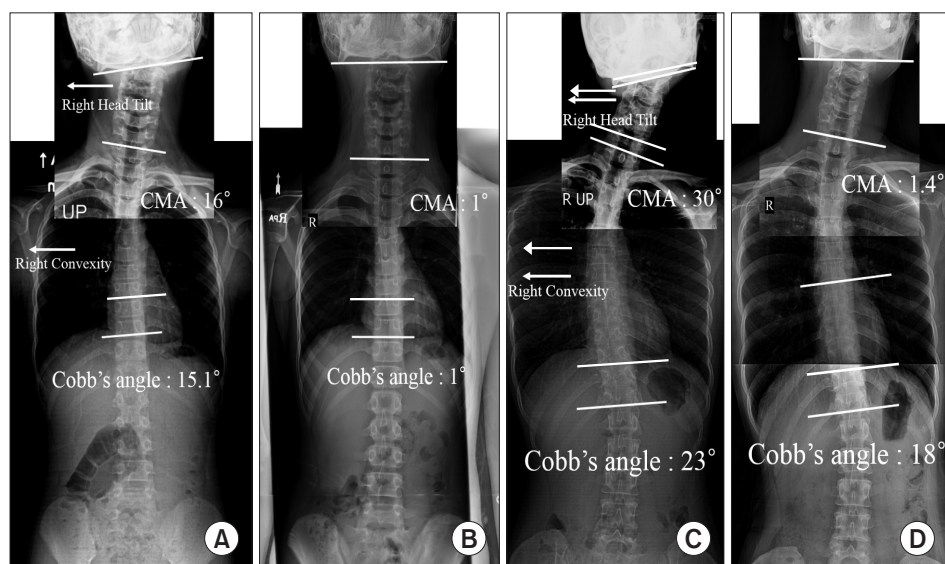 Right Head Tilt
CMA : 16°
UP
Right Convexity
Cobb's angle : 15.1°
A
CMA : 1°
R
Cobb's angle : 1°
B
Right Head Tilt
R UP
CMA : 30°
Right Convexity
Cobb's angle : 23°
C
CMA : 1.4°
R
Cobb's angle : 18°
D